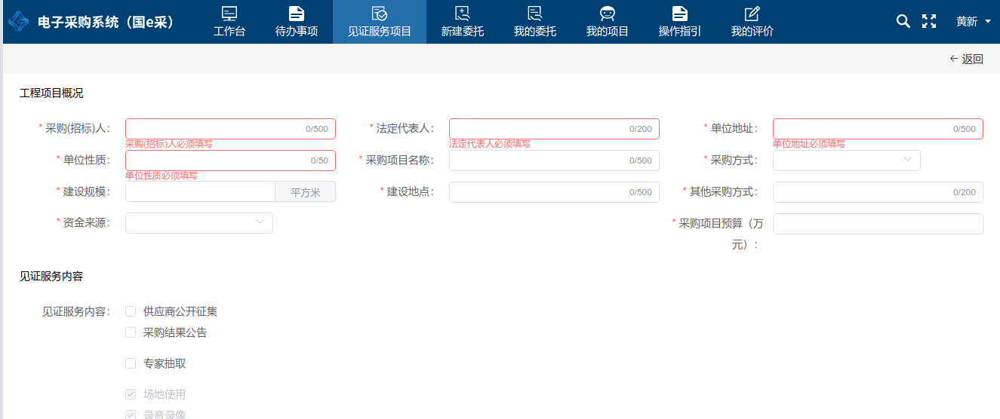 电子采购系统（国e采）
工作台 待办事项 见证服务项目 新建委托 我的委托 我的项目 操作指引 我的评价 黄新
返回
工程项目概况
* 采购(招标)人： 0/500 * 法定代表人： 0/200 * 单位地址： 0/500
采购(招标)人必须填写 法定代表人必须填写 单位地址必须填写
* 单位性质： 0/50 * 采购项目名称： 0/500 * 采购方式：
单位性质必须填写
* 建设规模： 平方米 * 建设地点： 0/500 * 其他采购方式： 0/200
* 资金来源： * 采购项目预算（万
元）：
见证服务内容
见证服务内容： 供应商公开征集
采购结果公告
专家抽取
场地使用
录音录像